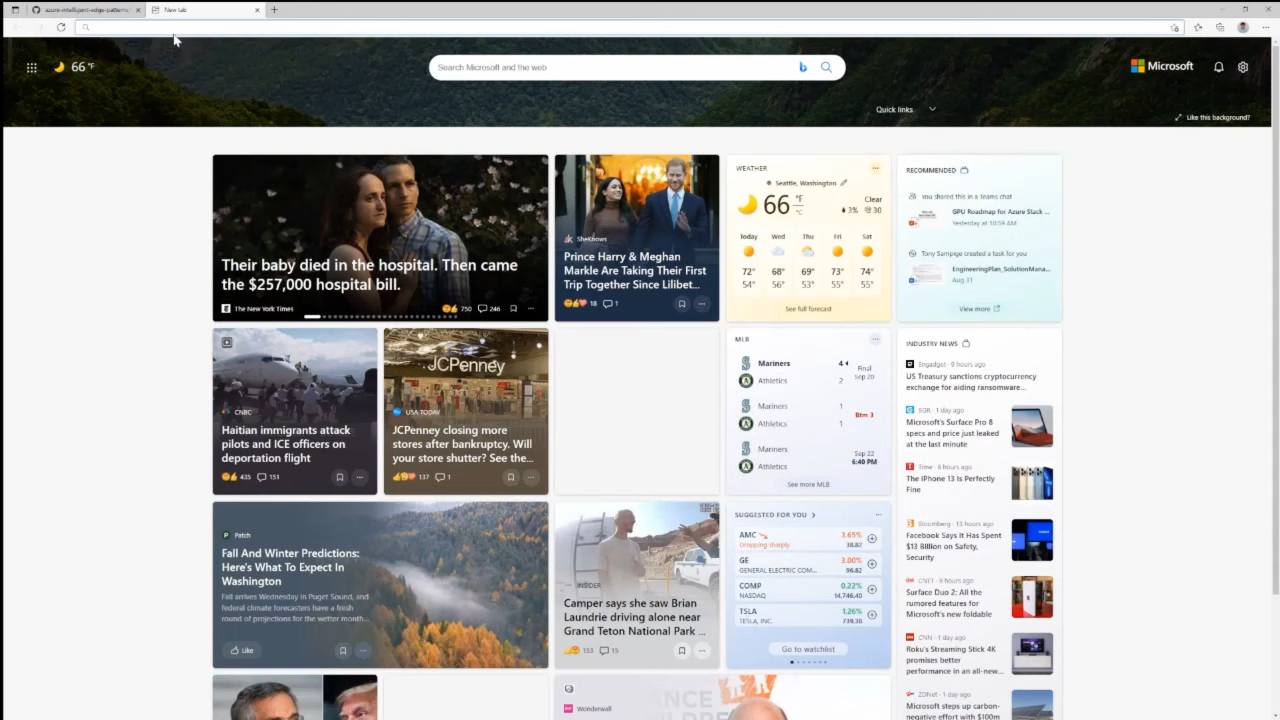 azure-intelligent-edge-patterns
New tab
66 °F
Search Microsoft and the web
Microsoft
Quick links
Like this background?
Their baby died in the hospital. Then came
the $257,000 hospital bill.
The New York Times
750
246
SheKnows
Prince Harry & Meghan
Markle Are Taking Their First
Trip Together Since Lilibet...
18
1
WEATHER
Seattle, Washington
66 °F
°C
Clear
3%
30
Today Wed Thu Fri Sat
72° 68° 69° 73° 74°
54° 56° 53° 55° 55°
See full forecast
RECOMMENDED
You shared this in a Teams chat
GPU Roadmap for Azure Stack ...
Yesterday at 10:59 AM
Tony Sampige created a task for you
EngineeringPlan_SolutionMana...
Aug 31
View more
CNBC
Haitian immigrants attack
pilots and ICE officers on
deportation flight
435
151
USA TODAY
JCPenney closing more
stores after bankruptcy. Will
your store shutter? See the...
137
1
JCPenney
MLB
Mariners 4
Athletics 2
Final
Sep 20
Mariners 1
Athletics 1
Btm 3
Mariners
Athletics
Sep 22
6:40 PM
See more MLB
INDUSTRY NEWS
Engadget · 9 hours ago
US Treasury sanctions cryptocurrency
exchange for aiding ransomware...
SGR · 1 day ago
Microsoft's Surface Pro 8
specs and price just leaked
at the last minute
Time · 6 hours ago
The iPhone 13 Is Perfectly
Fine
Bloomberg · 13 hours ago
Facebook Says It Has Spent
$13 Billion on Safety,
Security
CNET · 9 hours ago
Surface Duo 2: All the
rumored features for
Microsoft's new foldable
CNN · 1 day ago
Roku's Streaming Stick 4K
promises better
performance in an all-new...
ZDNet · 1 day ago
Microsoft steps up carbon-
negative effort with $100m
Patch
Fall And Winter Predictions:
Here's What To Expect In
Washington
Fall arrives Wednesday in Puget Sound, and
federal climate forecasters have a fresh
round of projections for the wetter month...
Like
INSIDER
Camper says she saw Brian
Laundrie driving alone near
Grand Teton National Park ...
153
15
SUGGESTED FOR YOU
AMC 3.65%
Dropping sharply 38.82
GE 3.00%
GENERAL ELECTRIC COM... 96.82
COMP 0.22%
NASDAQ 14,746.40
TSLA 1.26%
TESLA, INC. 739.38
Go to watchlist
Wonderwall